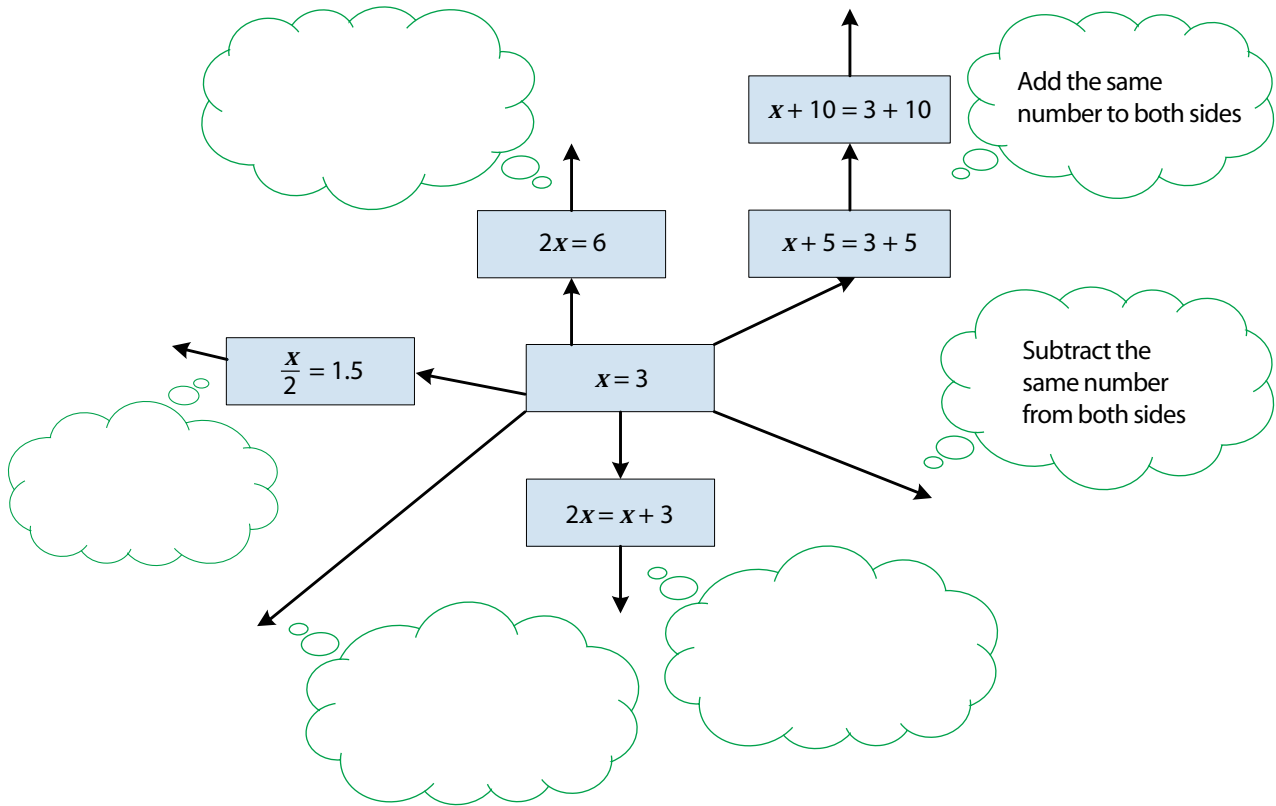 x + 10 = 3 + 10
Add the same
number to both sides
2x = 6
x + 5 = 3 + 5
x/2 = 1.5
x = 3
Subtract the
same number
from both sides
2x = x + 3